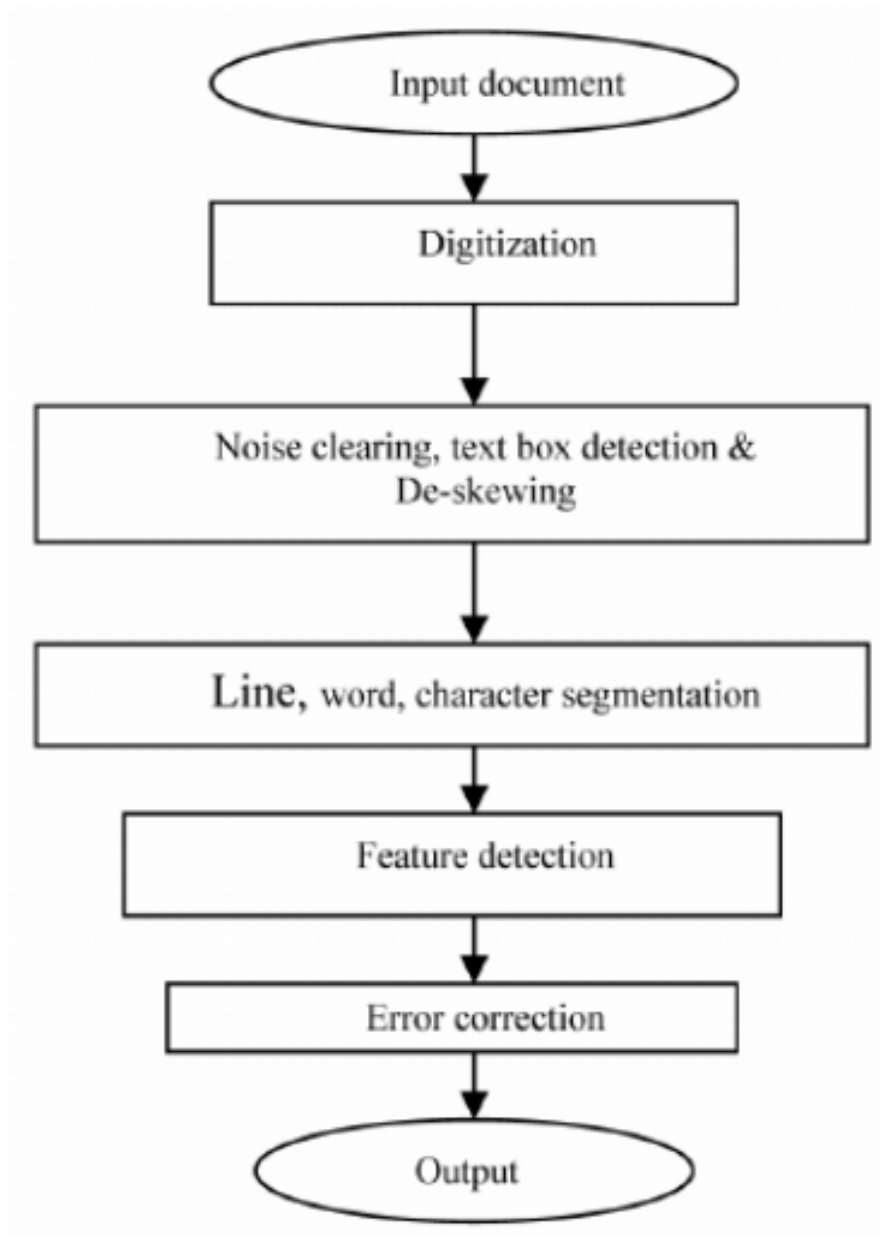 Input document
Digitization
Noise clearing, text box detection &
De-skewing
Line, word, character segmentation
Feature detection
Error correction
Output